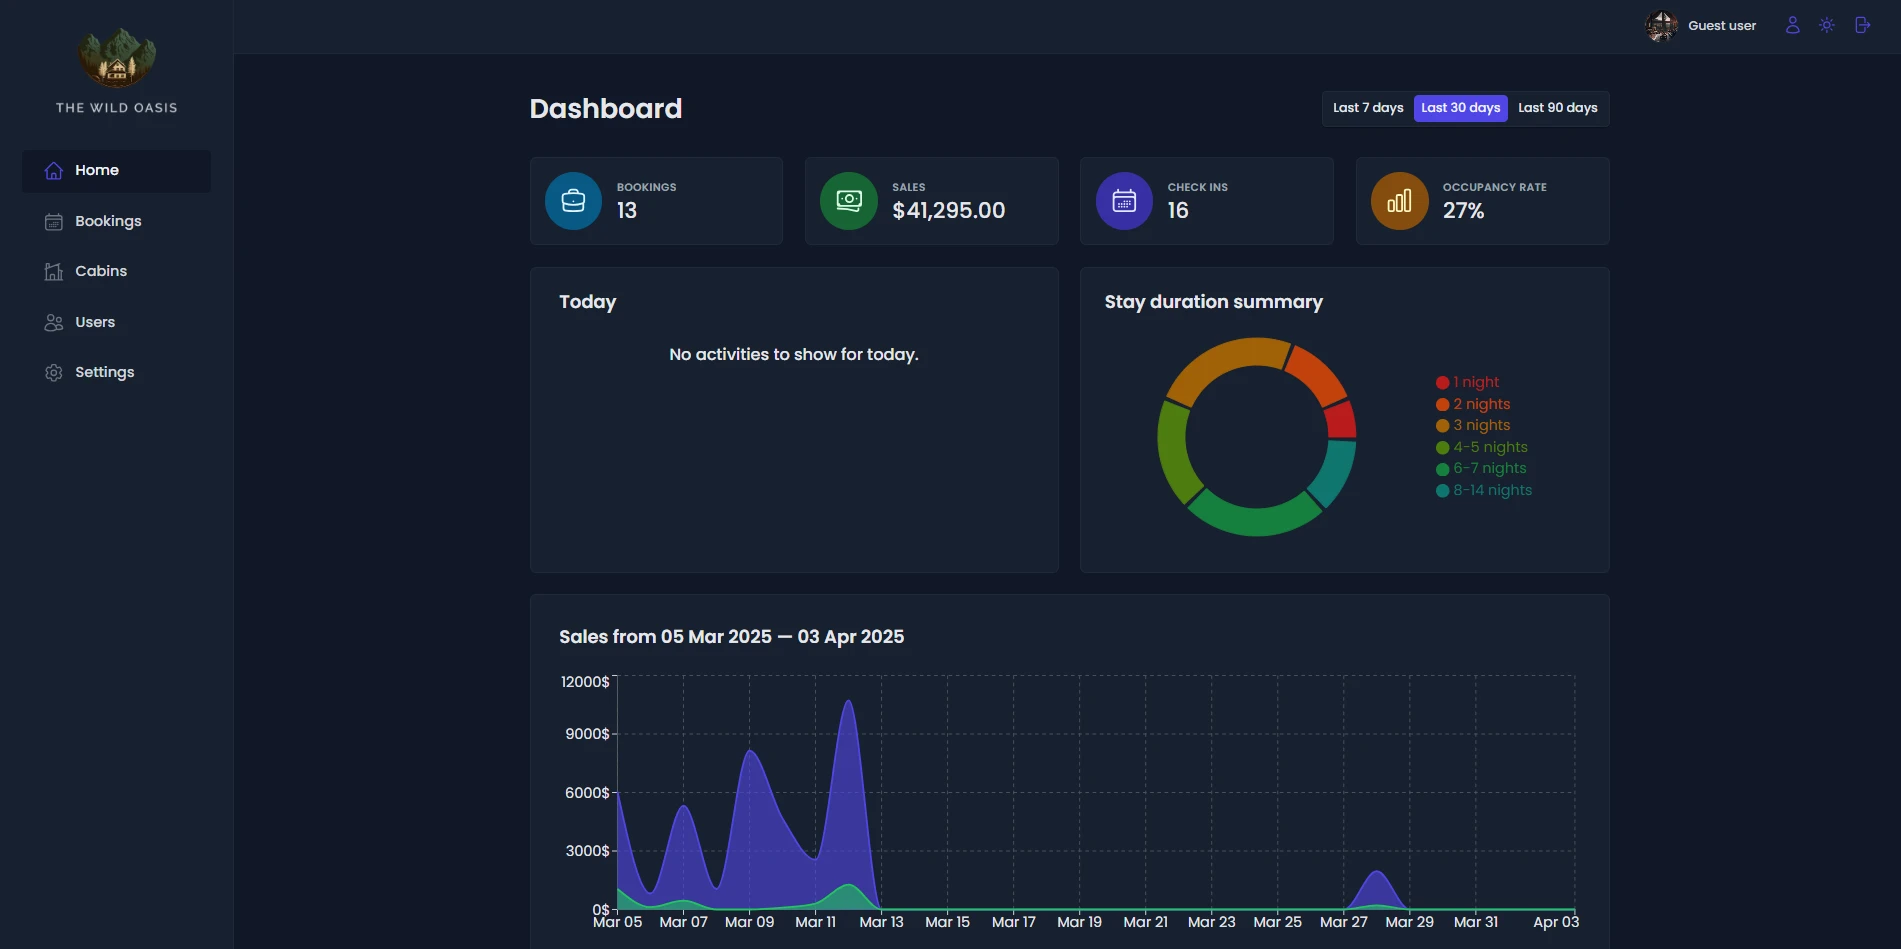 THE WILD OASIS
Home
Bookings
Cabins
Users
Settings
Guest user
Dashboard
Last 7 days
Last 30 days
Last 90 days
BOOKINGS
13
SALES
$41,295.00
CHECK INS
16
OCCUPANCY RATE
27%
Today
No activities to show for today.
Stay duration summary
1 night
2 nights
3 nights
4-5 nights
6-7 nights
8-14 nights
Sales from 05 Mar 2025 — 03 Apr 2025
12000$
9000$
6000$
3000$
0$
Mar 05 Mar 07 Mar 09 Mar 11 Mar 13 Mar 15 Mar 17 Mar 19 Mar 21 Mar 23 Mar 25 Mar 27 Mar 29 Mar 31 Apr 03